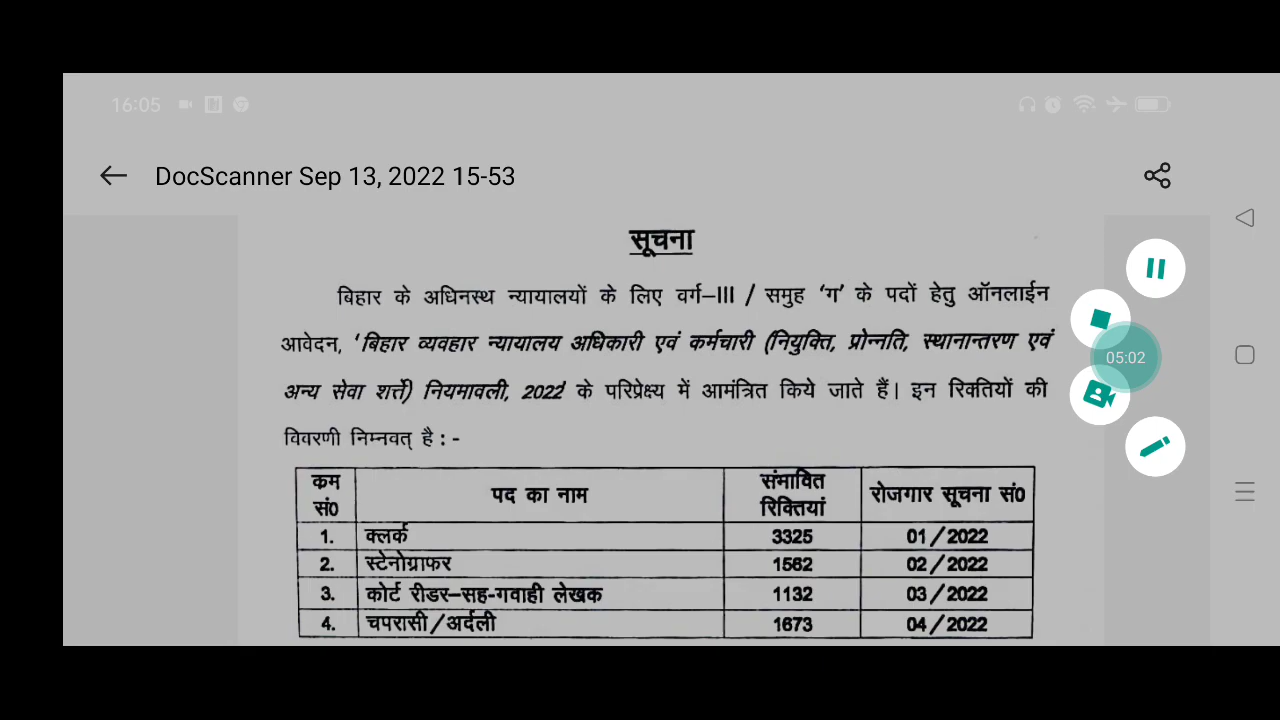 16:05
DocScanner Sep 13, 2022 15-53
सूचना
बिहार के अधिनस्थ न्यायालयों के लिए वर्ग–III / समुह ‘ग’ के पदों हेतु ऑनलाईन
आवेदन, ‘बिहार व्यवहार न्यायालय अधिकारी एवं कर्मचारी (नियुक्ति, प्रोन्नति, स्थानान्तरण एवं
अन्य सेवा शर्त्ते) नियमावली, 2022’ के परिप्रेक्ष्य में आमंत्रित किये जाते हैं। इन रिक्तियों की
विवरणी निम्नवत् है : -
कम सं0 पद का नाम संभावित रिक्तियां रोजगार सूचना सं0
1. क्लर्क 3325 01/2022
2. स्टेनोग्राफर 1562 02/2022
3. कोर्ट रीडर–सह-गवाही लेखक 1132 03/2022
4. चपरासी/अर्दली 1673 04/2022
05:02